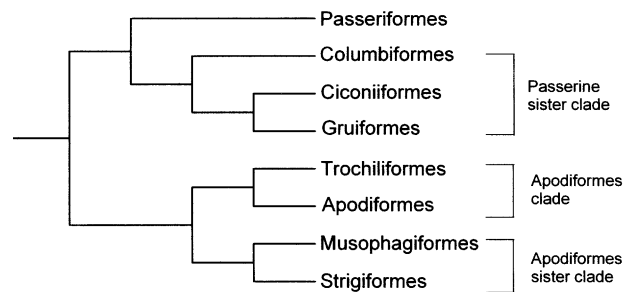 Passeriformes
Columbiformes
Ciconiiformes
Gruiformes
Passerine
sister clade
Trochiliformes
Apodiformes
Apodiformes
clade
Musophagiformes
Strigiformes
Apodiformes
sister clade